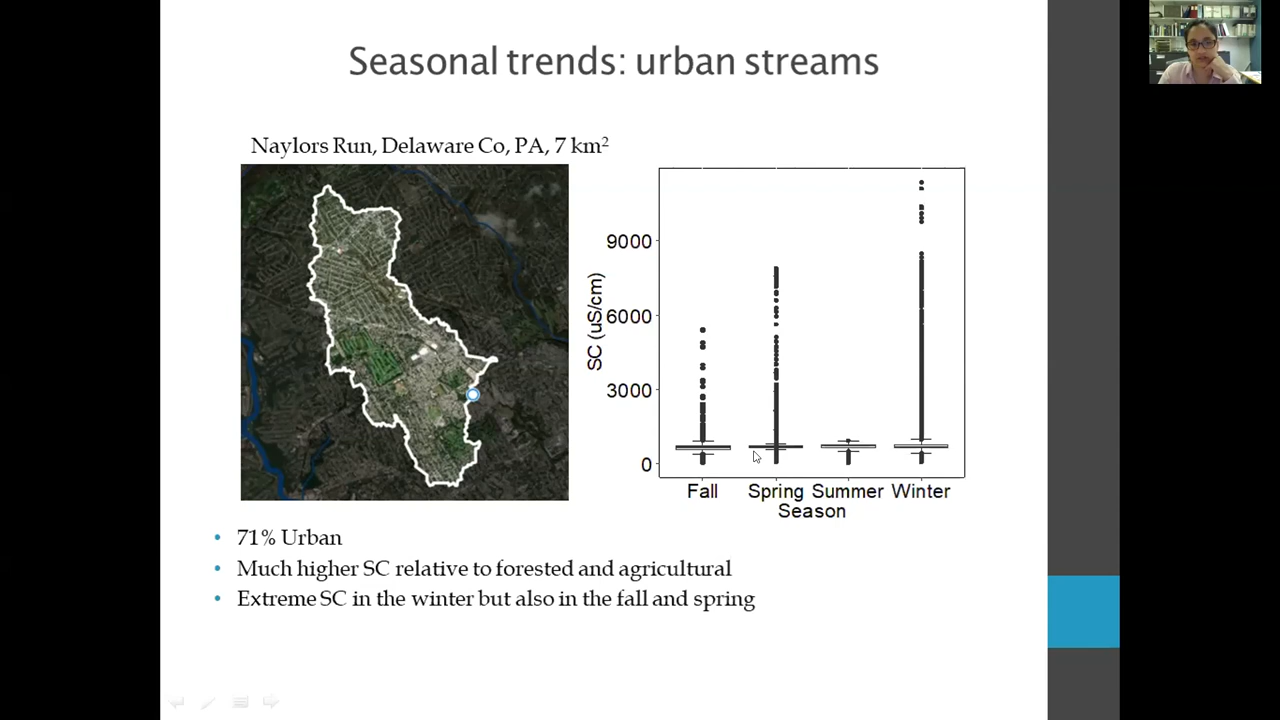 Seasonal trends: urban streams
Naylors Run, Delaware Co, PA, 7 km²
SC (uS/cm)
9000
6000
3000
0
Fall Spring Summer Winter
Season
• 71% Urban
• Much higher SC relative to forested and agricultural
• Extreme SC in the winter but also in the fall and spring